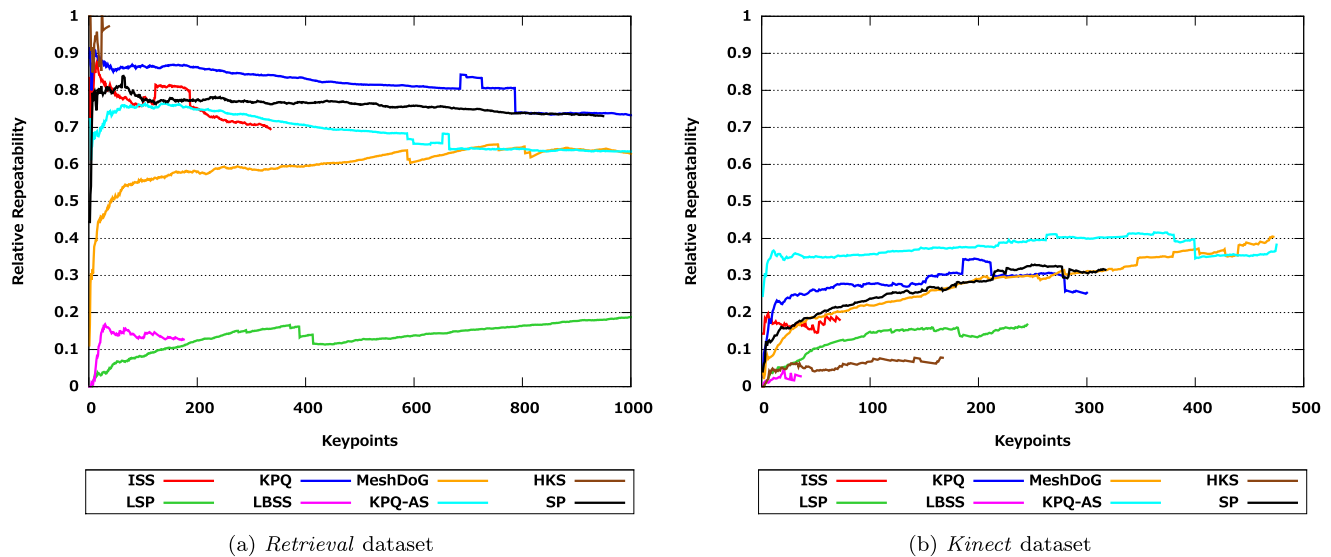 1
0.9
0.8
0.7
0.6
0.5
0.4
0.3
0.2
0.1
0
Relative Repeatability
0 200 400 600 800 1000
Keypoints
ISS KPQ MeshDoG HKS
LSP LBSS KPQ-AS SP
(a) Retrieval dataset
1
0.9
0.8
0.7
0.6
0.5
0.4
0.3
0.2
0.1
0
Relative Repeatability
0 100 200 300 400 500
Keypoints
ISS KPQ MeshDoG HKS
LSP LBSS KPQ-AS SP
(b) Kinect dataset